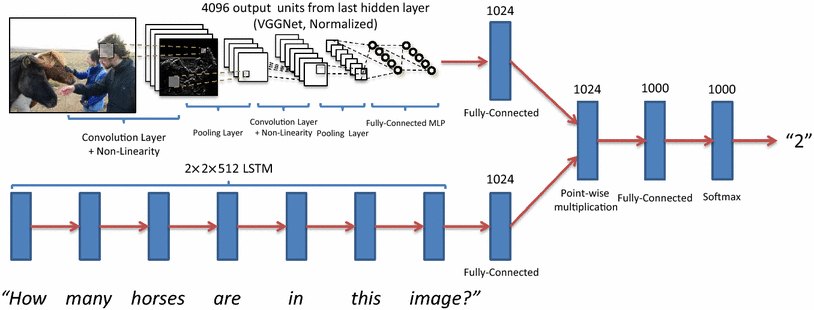 4096 output units from last hidden layer
(VGGNet, Normalized)
1024
Convolution Layer
+ Non-Linearity
Pooling Layer
Convolution Layer
+ Non-Linearity
Pooling Layer
Fully-Connected MLP
Fully-Connected
1024
1000
1000
"2"
Point-wise
multiplication
Fully-Connected
Softmax
2×2×512 LSTM
1024
Fully-Connected
"How many horses are in this image?"